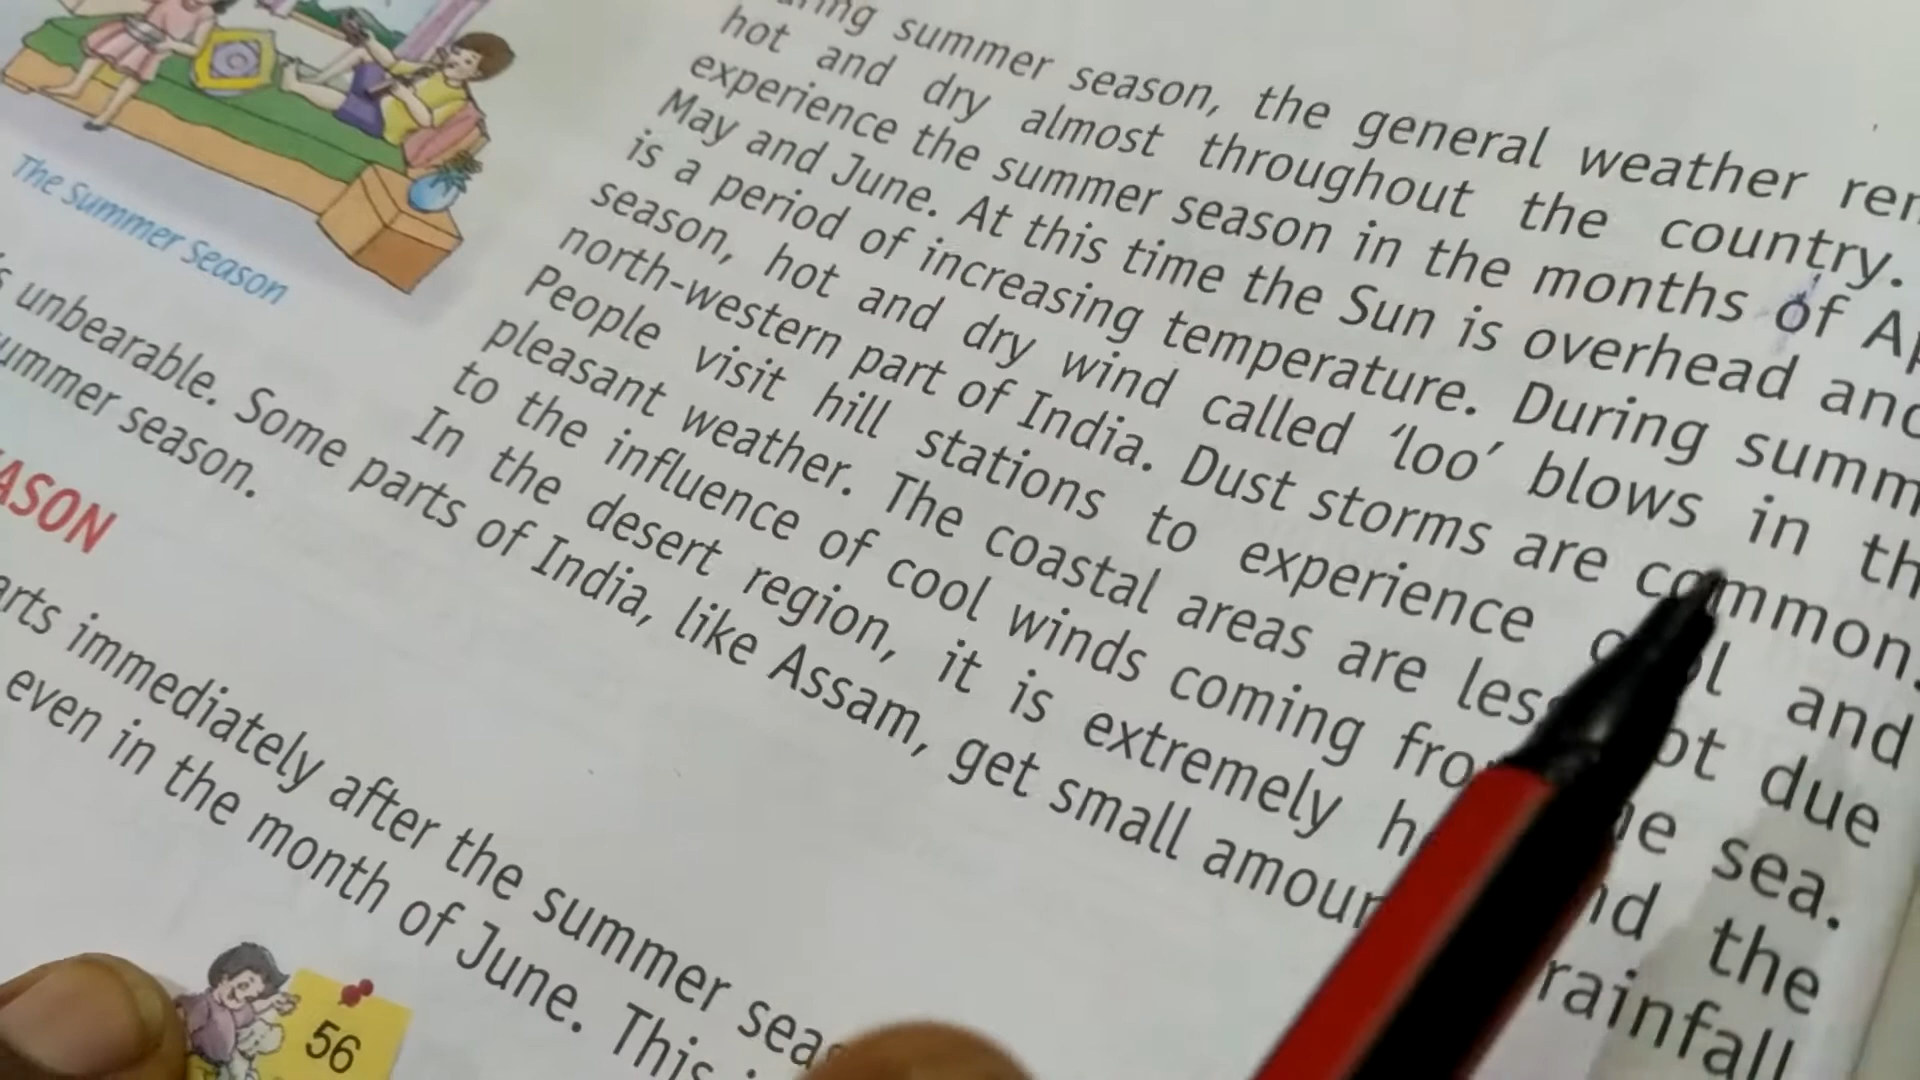 The Summer Season
summer season, the general weather
hot and dry almost throughout the country.
experience the summer season in the months of
May and June. At this time the Sun is overhead and
is a period of increasing temperature. During summ
season, hot and dry wind called ‘loo’ blows in th
north-western part of India. Dust storms are common.
People visit hill stations to experience cool and
pleasant weather. The coastal areas are less hot due
to the influence of cool winds coming from the sea.
In the desert region, it is extremely and the
unbearable. Some parts of India, like Assam, get small rainfall
ummer season.
ASON
arts immediately after the summer
even in the month of June. This
56